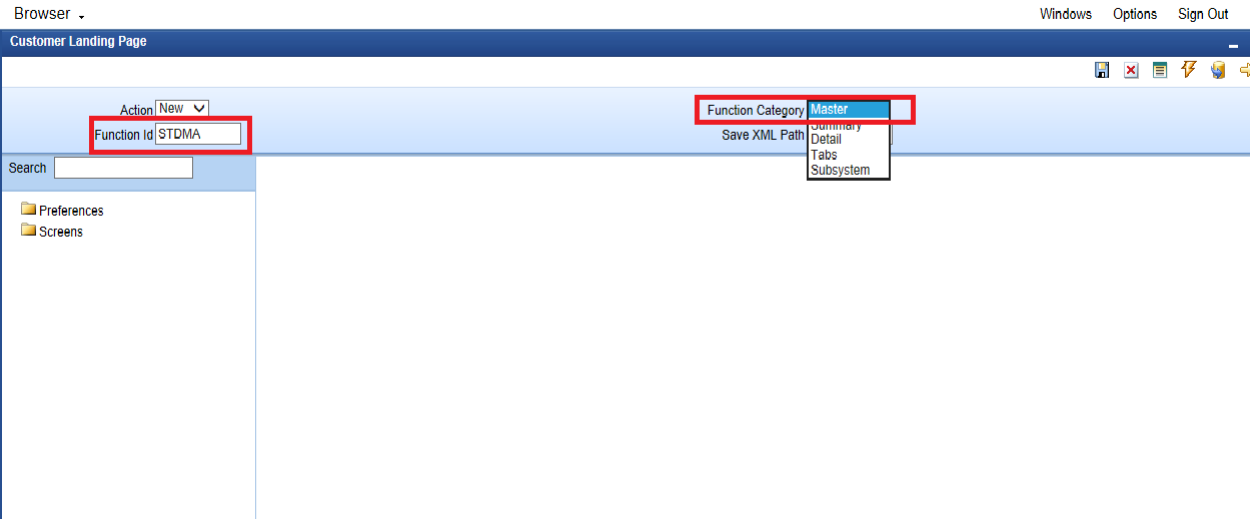 Browser
Windows Options Sign Out
Customer Landing Page
Action New
Function Category Master
Function Id STDMA
Summary
Save XML Path
Detail
Tabs
Subsystem
Search
Preferences
Screens